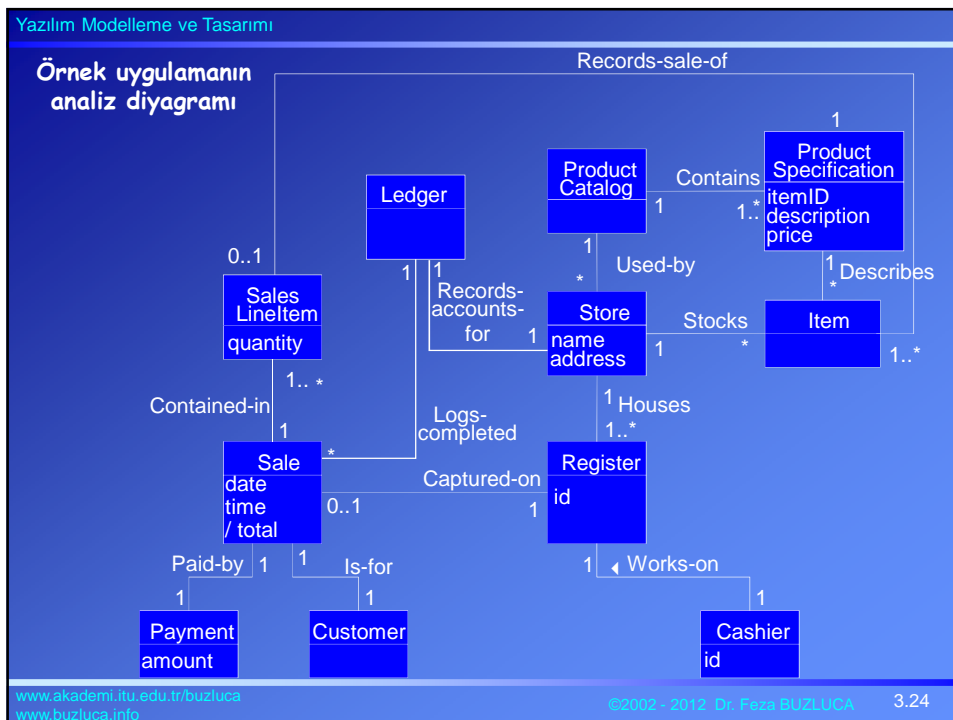 Yazılım Modelleme ve Tasarımı
Örnek uygulamanın
analiz diyagramı
Records-sale-of
1
Product
Specification
itemID
description
price
Product
Catalog
Contains
1
1..*
Ledger
0..1
1
Used-by
*
1
*
Describes
1
1
Records-
accounts-
for
1
Sales
LineItem
quantity
Store
name
address
Stocks
1
*
Item
1..*
1.. *
Contained-in
1
Logs-
completed
*
1
Houses
1..*
Sale
date
time
/ total
Captured-on
0..1
1
Register
id
Paid-by
1
1
Is-for
1
1
1
Works-on
1
Payment
amount
Customer
Cashier
id
www.akademi.itu.edu.tr/buzluca
www.buzluca.info
©2002 - 2012 Dr. Feza BUZLUCA
3.24